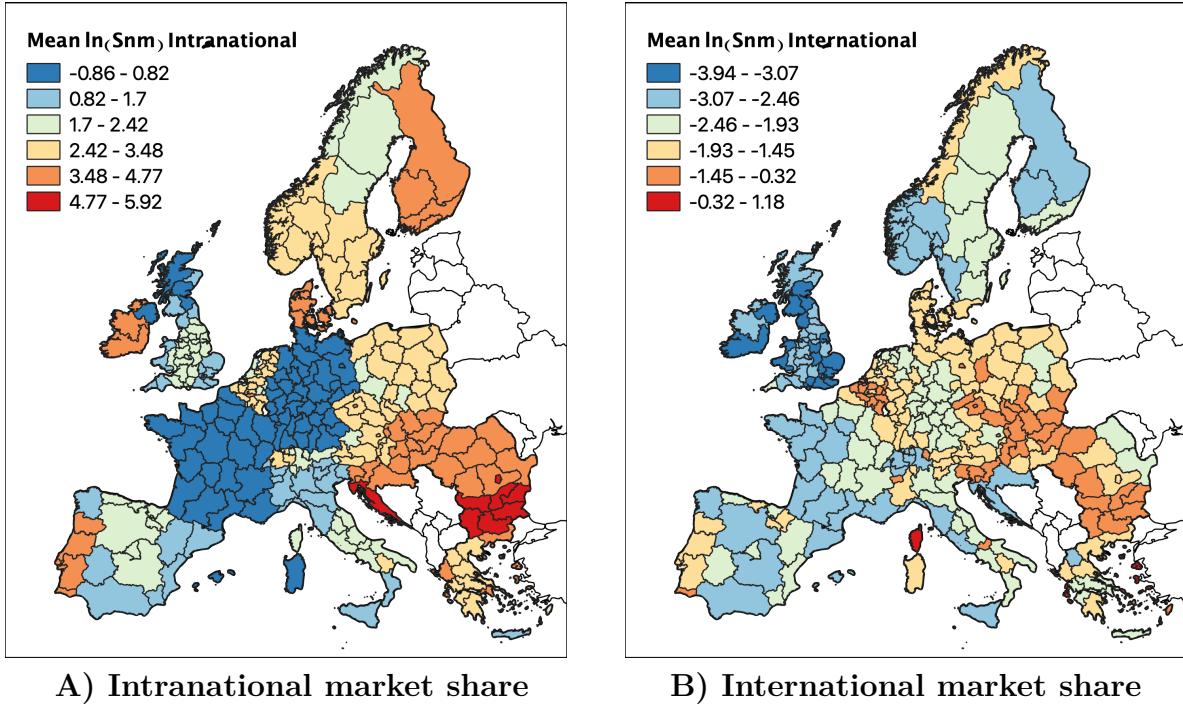 Mean ln(Snm) Intranational
-0.86 - 0.82
0.82 - 1.7
1.7 - 2.42
2.42 - 3.48
3.48 - 4.77
4.77 - 5.92
A) Intranational market share
Mean ln(Snm) International
-3.94 - -3.07
-3.07 - -2.46
-2.46 - -1.93
-1.93 - -1.45
-1.45 - -0.32
-0.32 - 1.18
B) International market share